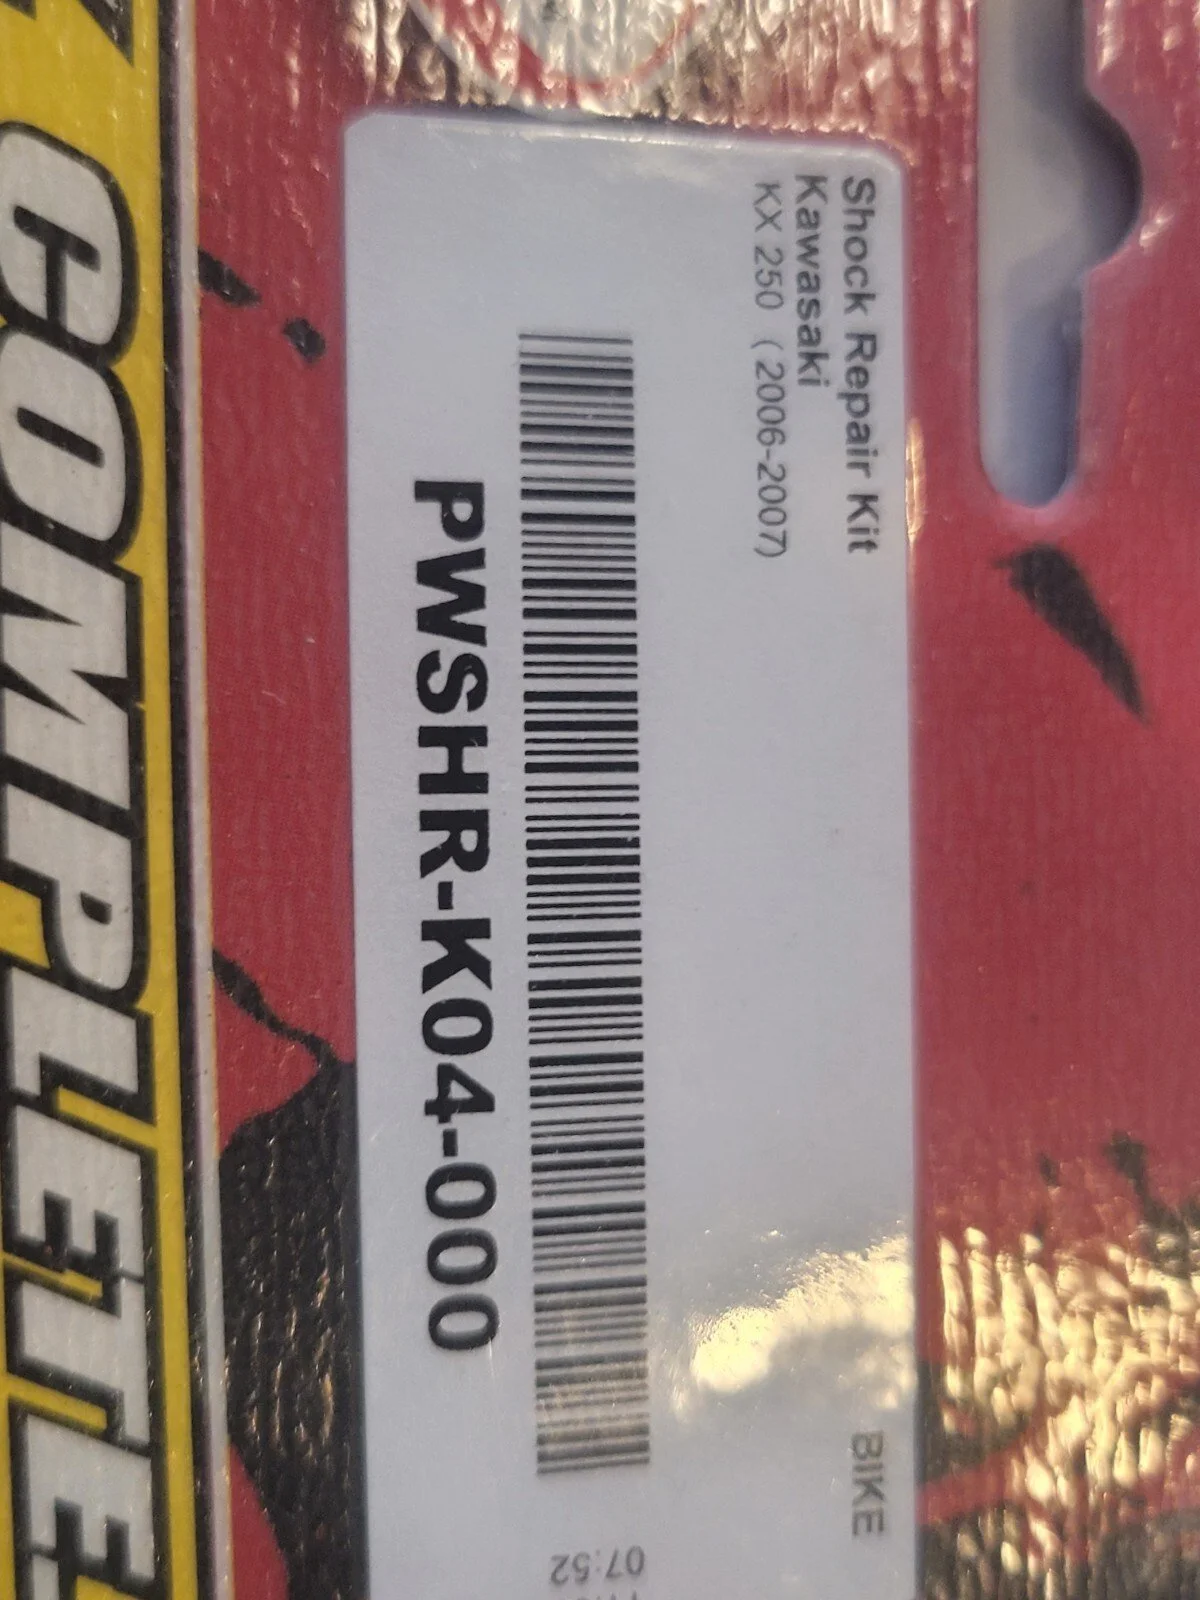 Shock Repair Kit
Kawasaki
KX 250 (2006-2007)
BIKE
PWSHR-K04-000
07:52
COMPLETE